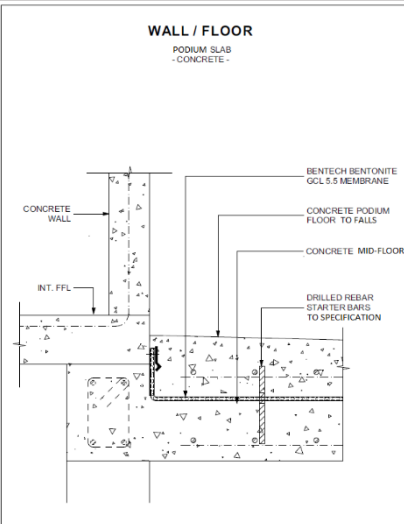 WALL / FLOOR
PODIUM SLAB
- CONCRETE -
BENTECH BENTONITE
GCL 5.5 MEMBRANE
CONCRETE
WALL
CONCRETE PODIUM
FLOOR TO FALLS
CONCRETE MID-FLOOR
INT. FFL
DRILLED REBAR
STARTER BARS
TO SPECIFICATION